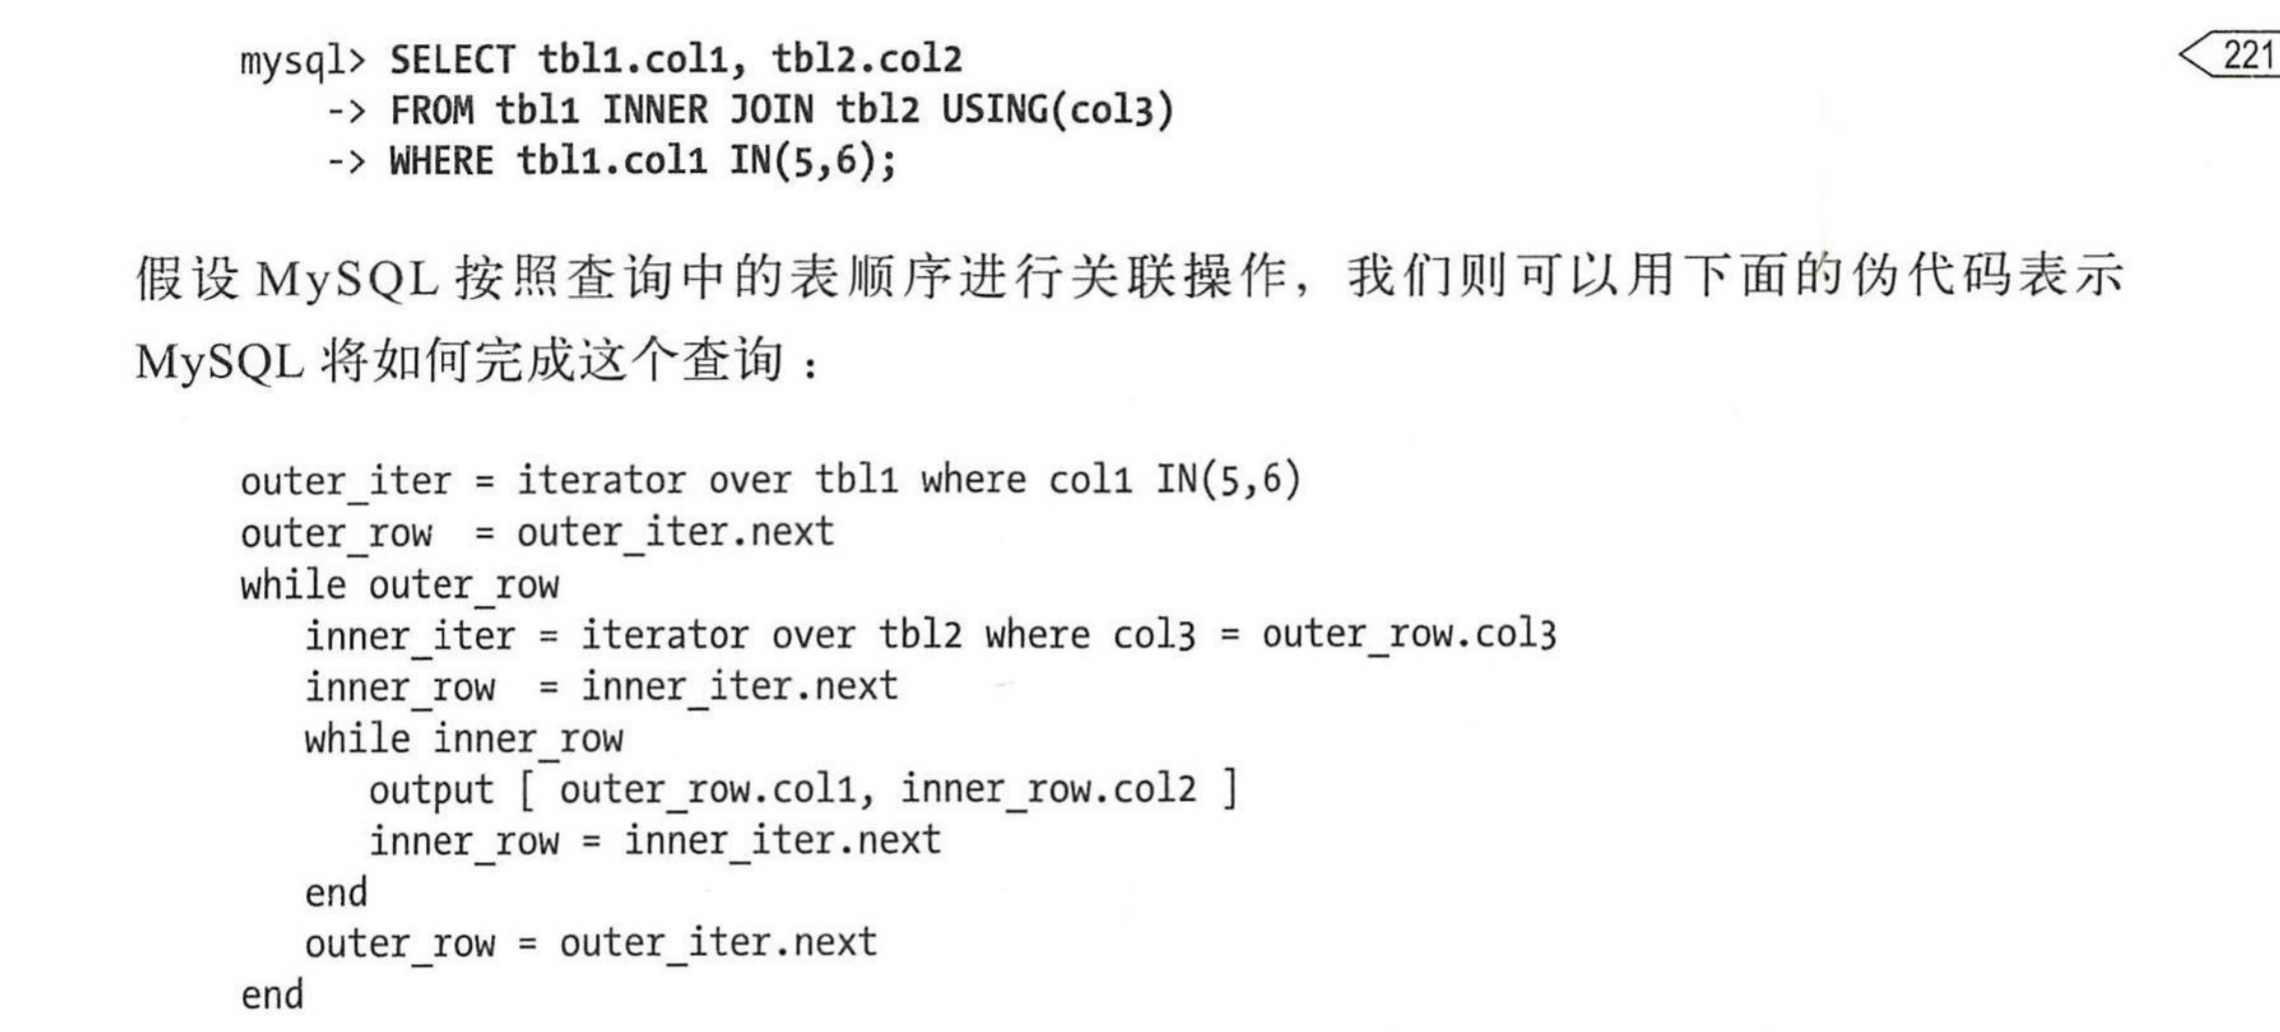 mysql> SELECT tbl1.col1, tbl2.col2
221
-> FROM tbl1 INNER JOIN tbl2 USING(col3)
-> WHERE tbl1.col1 IN(5,6);
假设 MySQL 按照查询中的表顺序进行关联操作，我们则可以用下面的伪代码表示
MySQL 将如何完成这个查询：
outer_iter = iterator over tbl1 where col1 IN(5,6)
outer_row  = outer_iter.next
while outer_row
   inner_iter = iterator over tbl2 where col3 = outer_row.col3
   inner_row  = inner_iter.next
   while inner_row
      output [ outer_row.col1, inner_row.col2 ]
      inner_row = inner_iter.next
   end
   outer_row = outer_iter.next
end